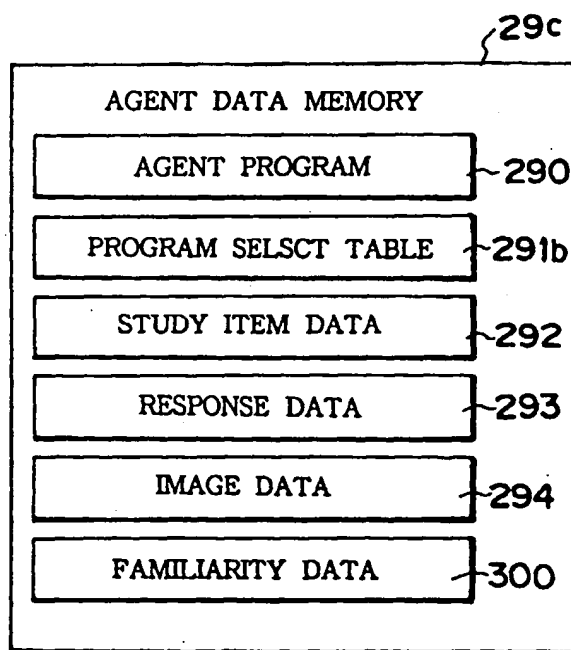 29c
AGENT DATA MEMORY
AGENT PROGRAM 290
PROGRAM SELSCT TABLE 291b
STUDY ITEM DATA 292
RESPONSE DATA 293
IMAGE DATA 294
FAMILIARITY DATA 300